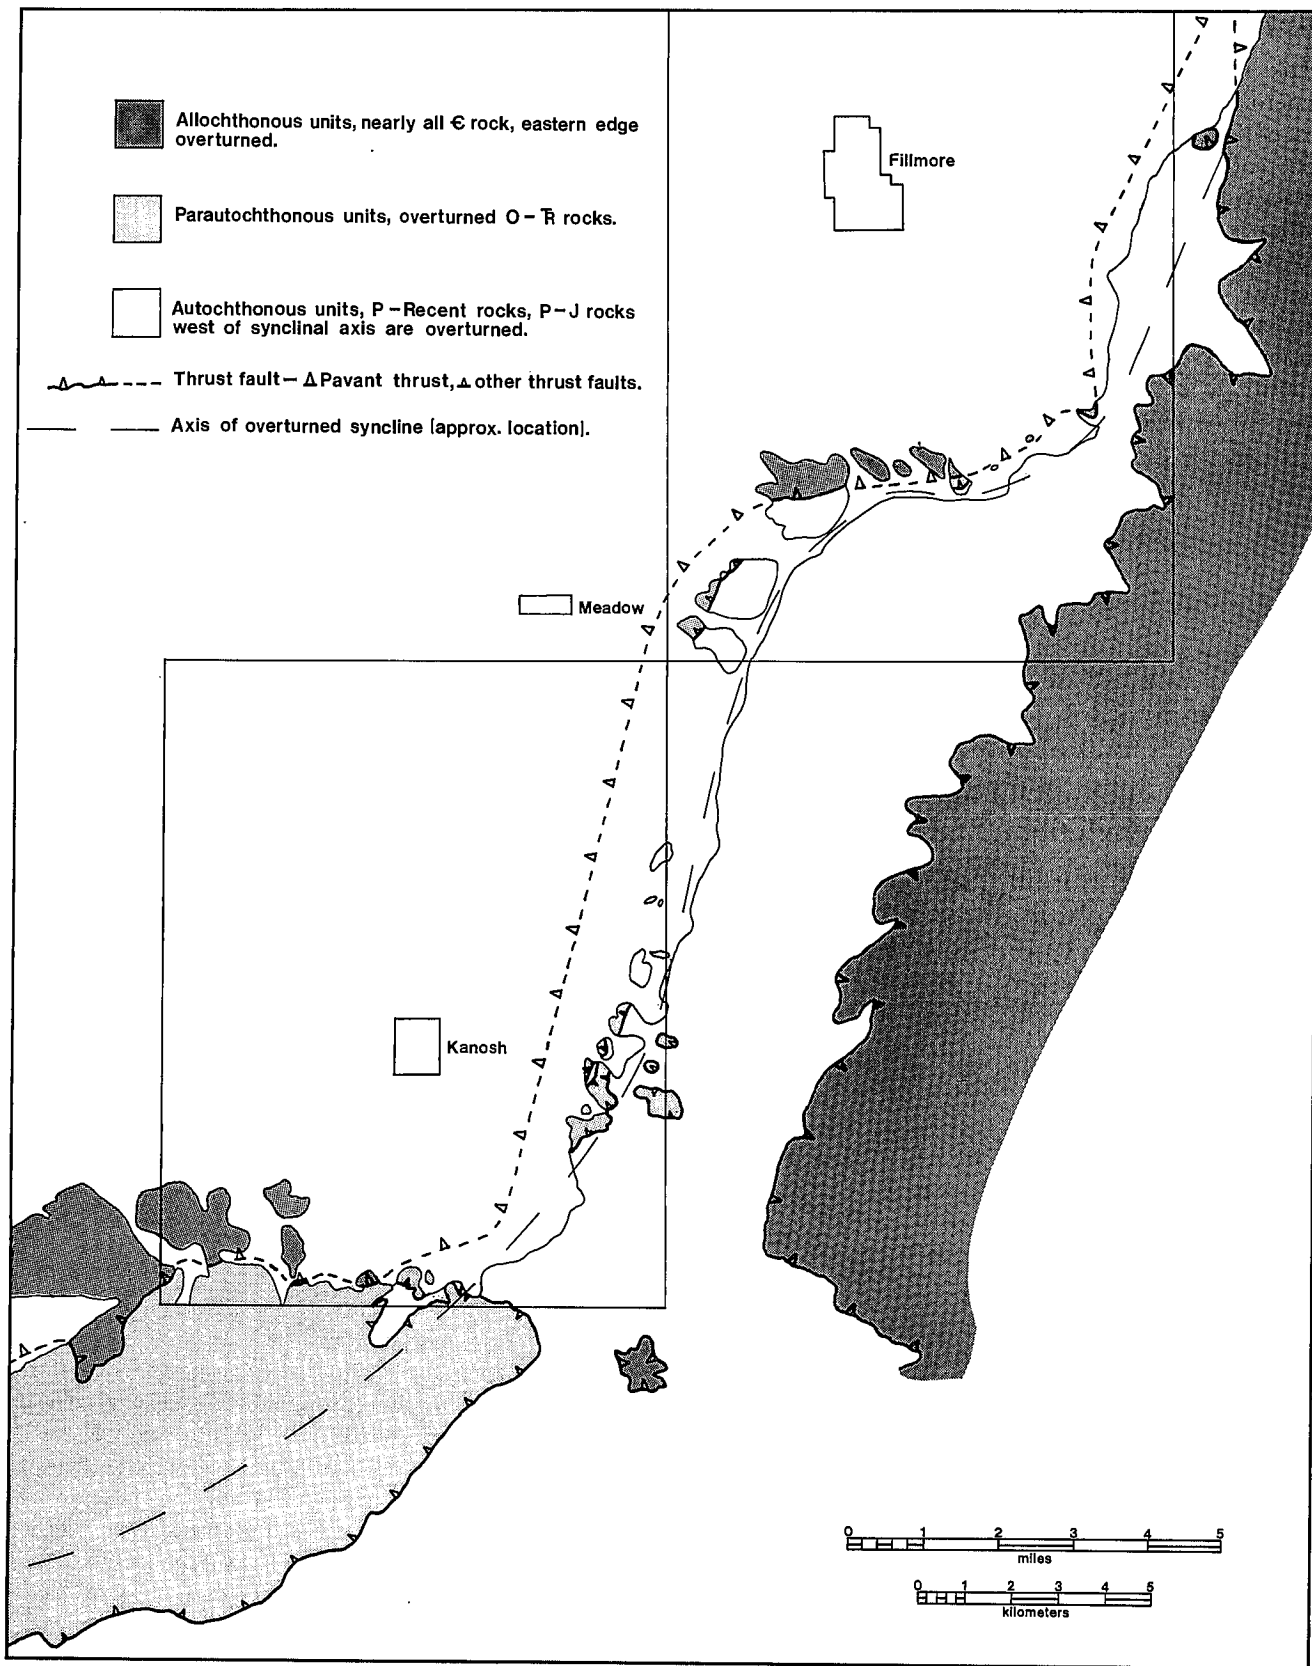 Allochthonous units, nearly all Є rock, eastern edge
overturned.
Parautochthonous units, overturned O – Ŧ rocks.
Autochthonous units, P – Recent rocks, P – J rocks
west of synclinal axis are overturned.
Thrust fault – Δ Pavant thrust, ▵ other thrust faults.
Axis of overturned syncline (approx. location).
Fillmore
Meadow
Kanosh
0 1 2 3 4 5
miles
0 1 2 3 4 5
kilometers